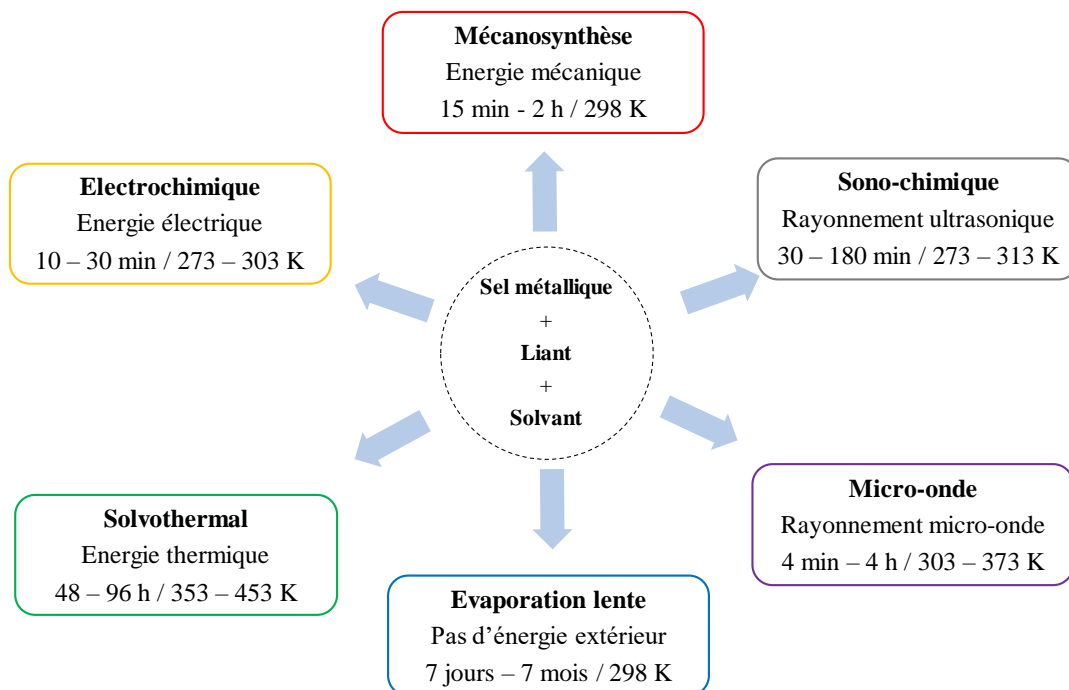 Mécanosynthèse
Energie mécanique
15 min - 2 h / 298 K
Electrochimique
Energie électrique
10 – 30 min / 273 – 303 K
Sono-chimique
Rayonnement ultrasonique
30 – 180 min / 273 – 313 K
Sel métallique
+
Liant
+
Solvant
Solvothermal
Energie thermique
48 – 96 h / 353 – 453 K
Micro-onde
Rayonnement micro-onde
4 min – 4 h / 303 – 373 K
Evaporation lente
Pas d’énergie extérieur
7 jours – 7 mois / 298 K